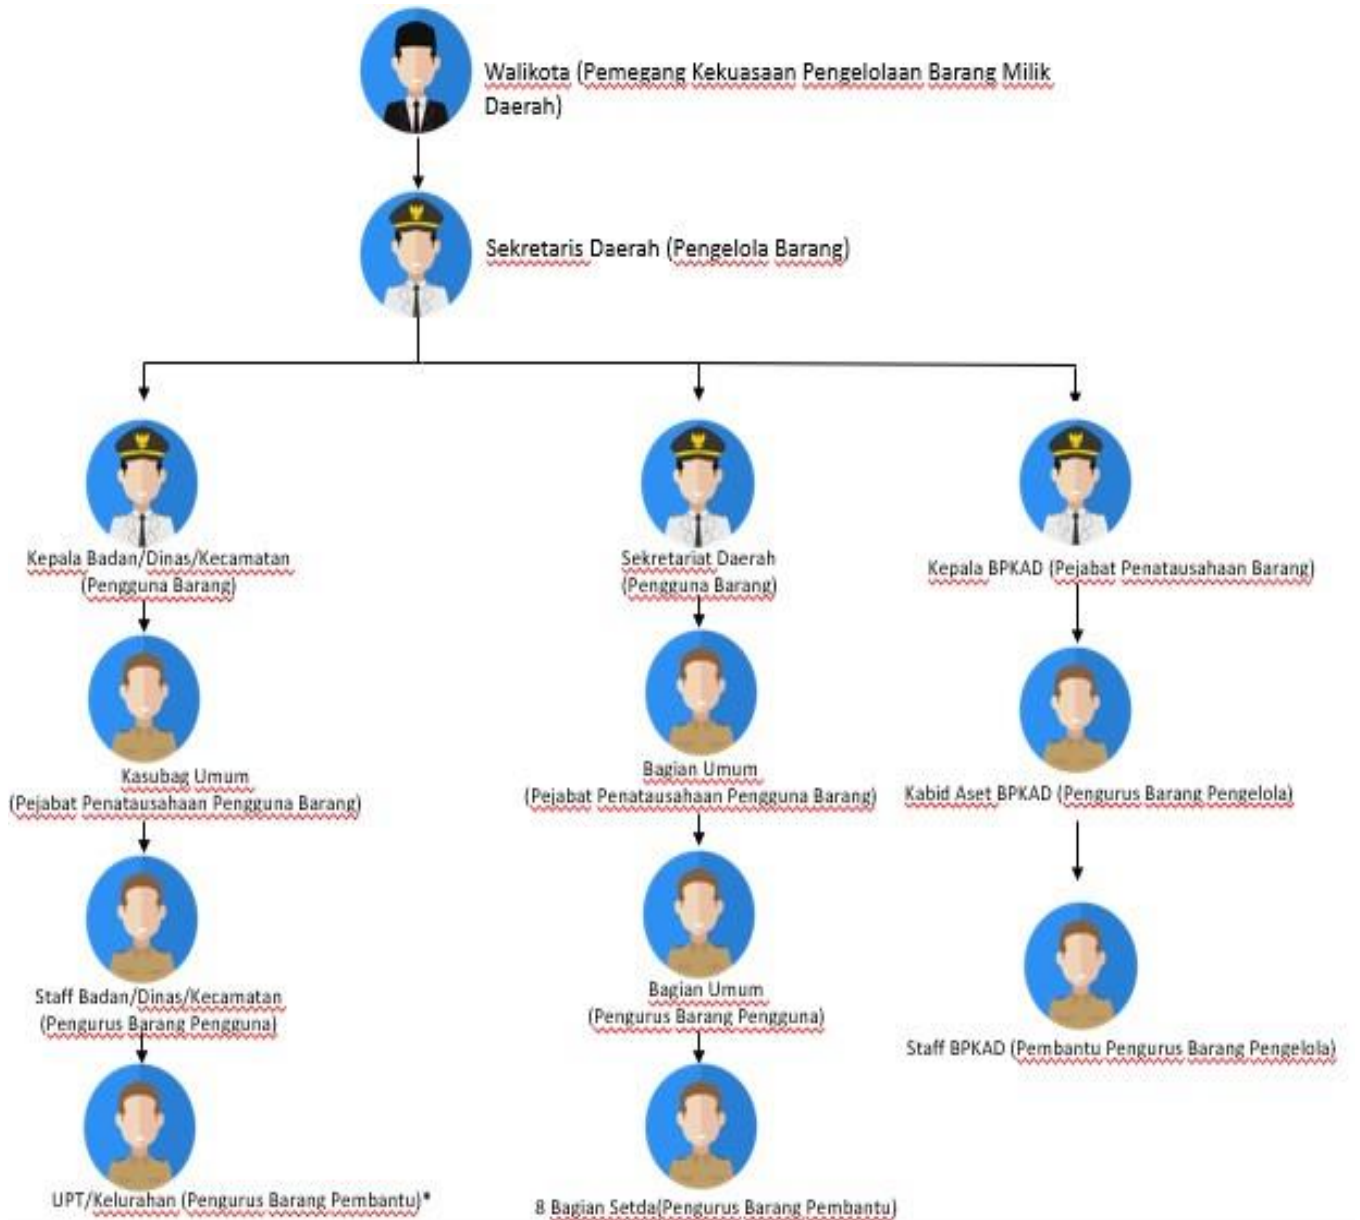 Walikota (Pemegang Kekuasaan Pengelolaan Barang Milik
Daerah)
Sekretaris Daerah (Pengelola Barang)
Kepala Badan/Dinas/Kecamatan
(Pengguna Barang)
Sekretariat Daerah
(Pengguna Barang)
Kepala BPKAD (Pejabat Penatausahaan Barang)
Kasubag Umum
(Pejabat Penatausahaan Pengguna Barang)
Bagian Umum
(Pejabat Penatausahaan Pengguna Barang)
Kabid Aset BPKAD (Pengurus Barang Pengelola)
Staff Badan/Dinas/Kecamatan
(Pengurus Barang Pengguna)
Bagian Umum
(Pengurus Barang Pengguna)
Staff BPKAD (Pembantu Pengurus Barang Pengelola)
UPT/Kelurahan (Pengurus Barang Pembantu)*
8 Bagian Setda(Pengurus Barang Pembantu)